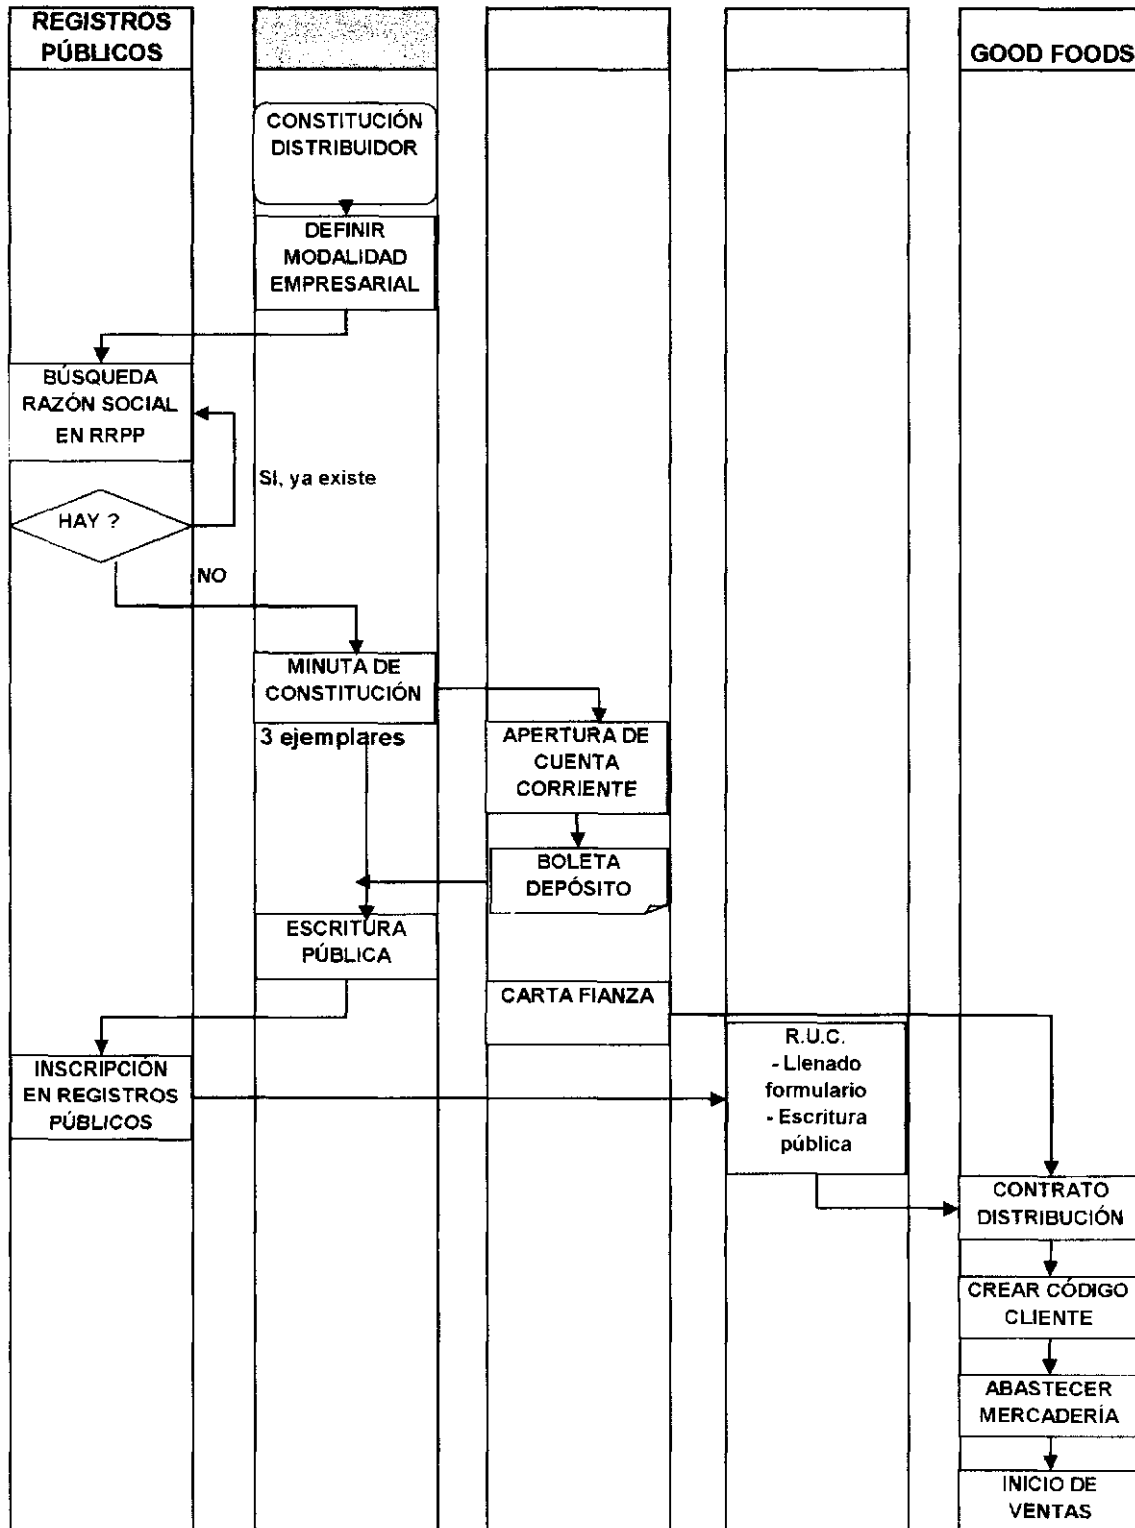 REGISTROS
PÚBLICOS
GOOD FOODS
CONSTITUCIÓN
DISTRIBUIDOR
DEFINIR
MODALIDAD
EMPRESARIAL
BÚSQUEDA
RAZÓN SOCIAL
EN RRPP
SI, ya existe
HAY ?
NO
MINUTA DE
CONSTITUCIÓN
3 ejemplares
APERTURA DE
CUENTA
CORRIENTE
BOLETA
DEPÓSITO
ESCRITURA
PÚBLICA
CARTA FIANZA
R.U.C.
- Llenado
formulario
- Escritura
pública
INSCRIPCIÓN
EN REGISTROS
PÚBLICOS
CONTRATO
DISTRIBUCIÓN
CREAR CÓDIGO
CLIENTE
ABASTECER
MERCADERÍA
INICIO DE
VENTAS